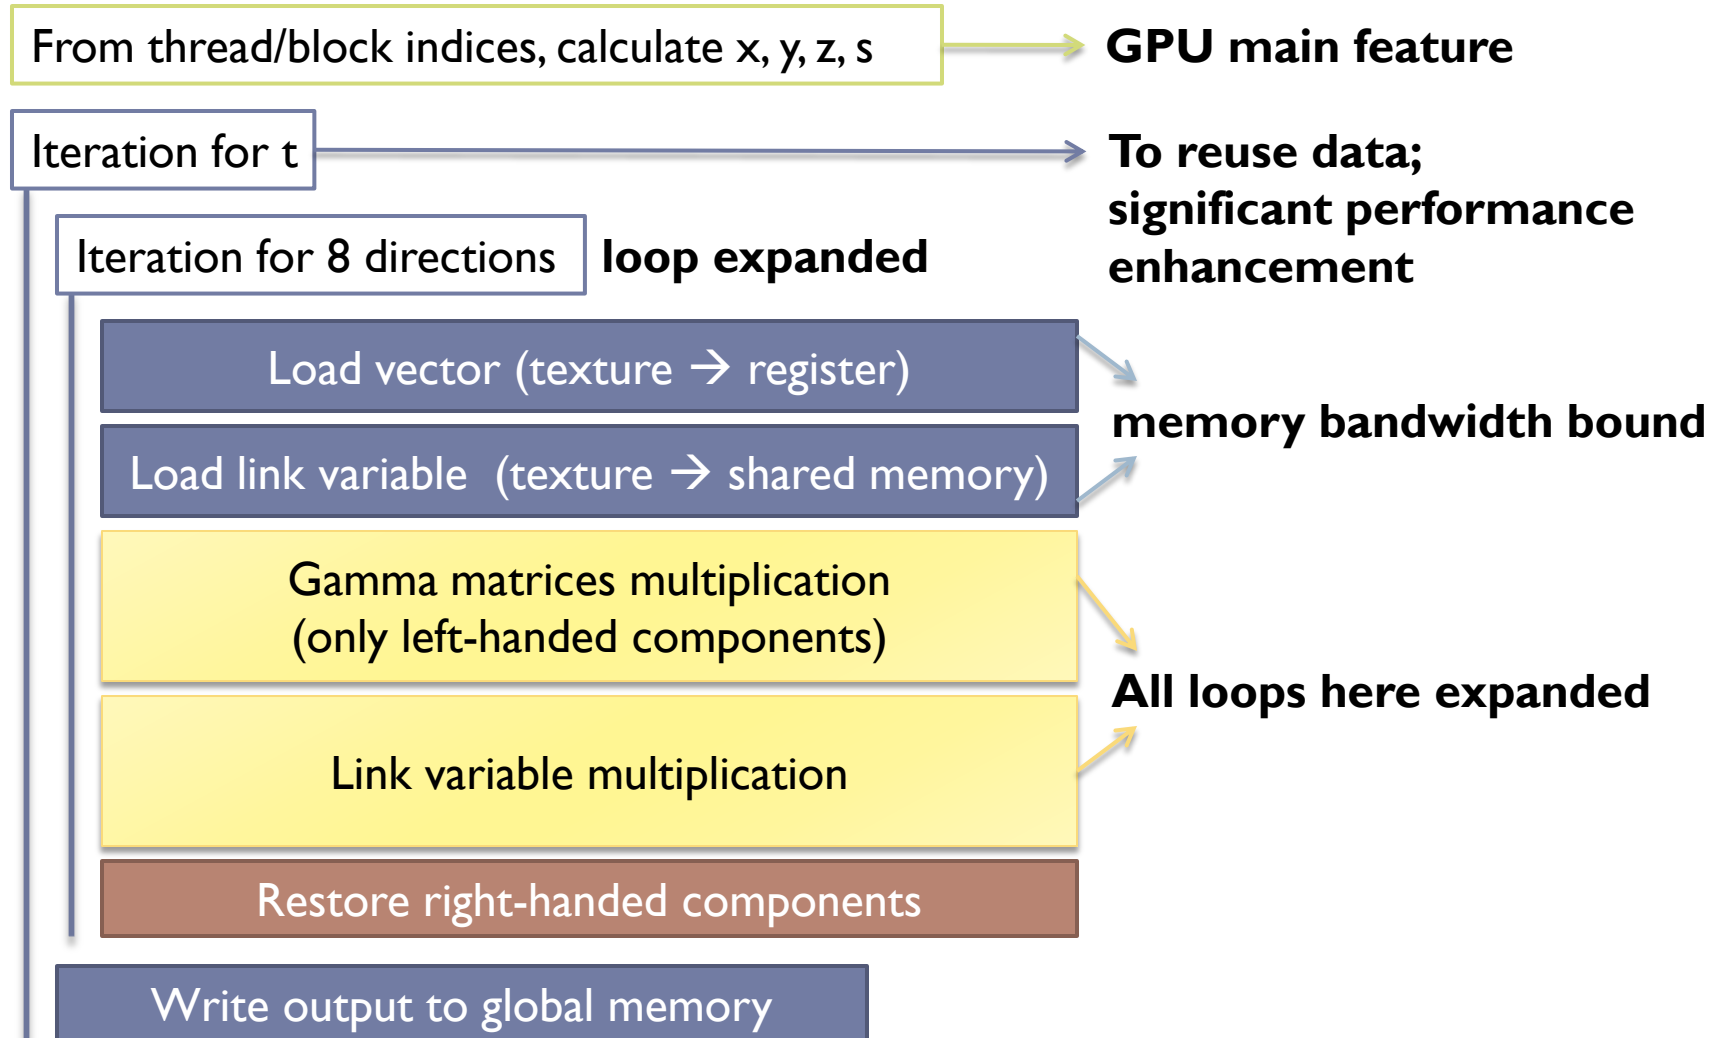 From thread/block indices, calculate x, y, z, s
GPU main feature
Iteration for t
To reuse data;
significant performance
enhancement
Iteration for 8 directions
loop expanded
Load vector (texture → register)
memory bandwidth bound
Load link variable (texture → shared memory)
Gamma matrices multiplication
(only left-handed components)
All loops here expanded
Link variable multiplication
Restore right-handed components
Write output to global memory